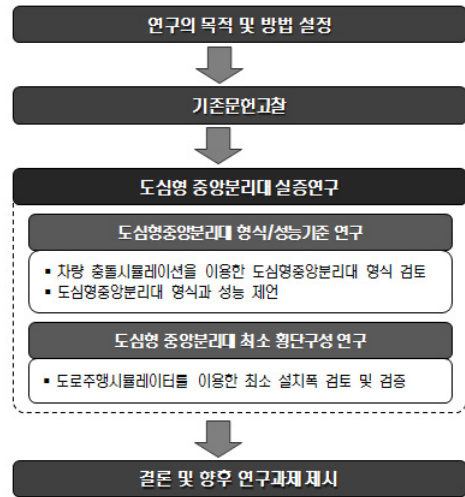 연구의 목적 및 방법 설정
기존문헌고찰
도심형 중앙분리대 실증연구
도심형중앙분리대 형식/성능기준 연구
▪ 차량 충돌시뮬레이션을 이용한 도심형중앙분리대 형식 검토
▪ 도심형중앙분리대 형식과 성능 제언
도심형 중앙분리대 최소 횡단구성 연구
▪ 도로주행시뮬레이터를 이용한 최소 설치폭 검토 및 검증
결론 및 향후 연구과제 제시